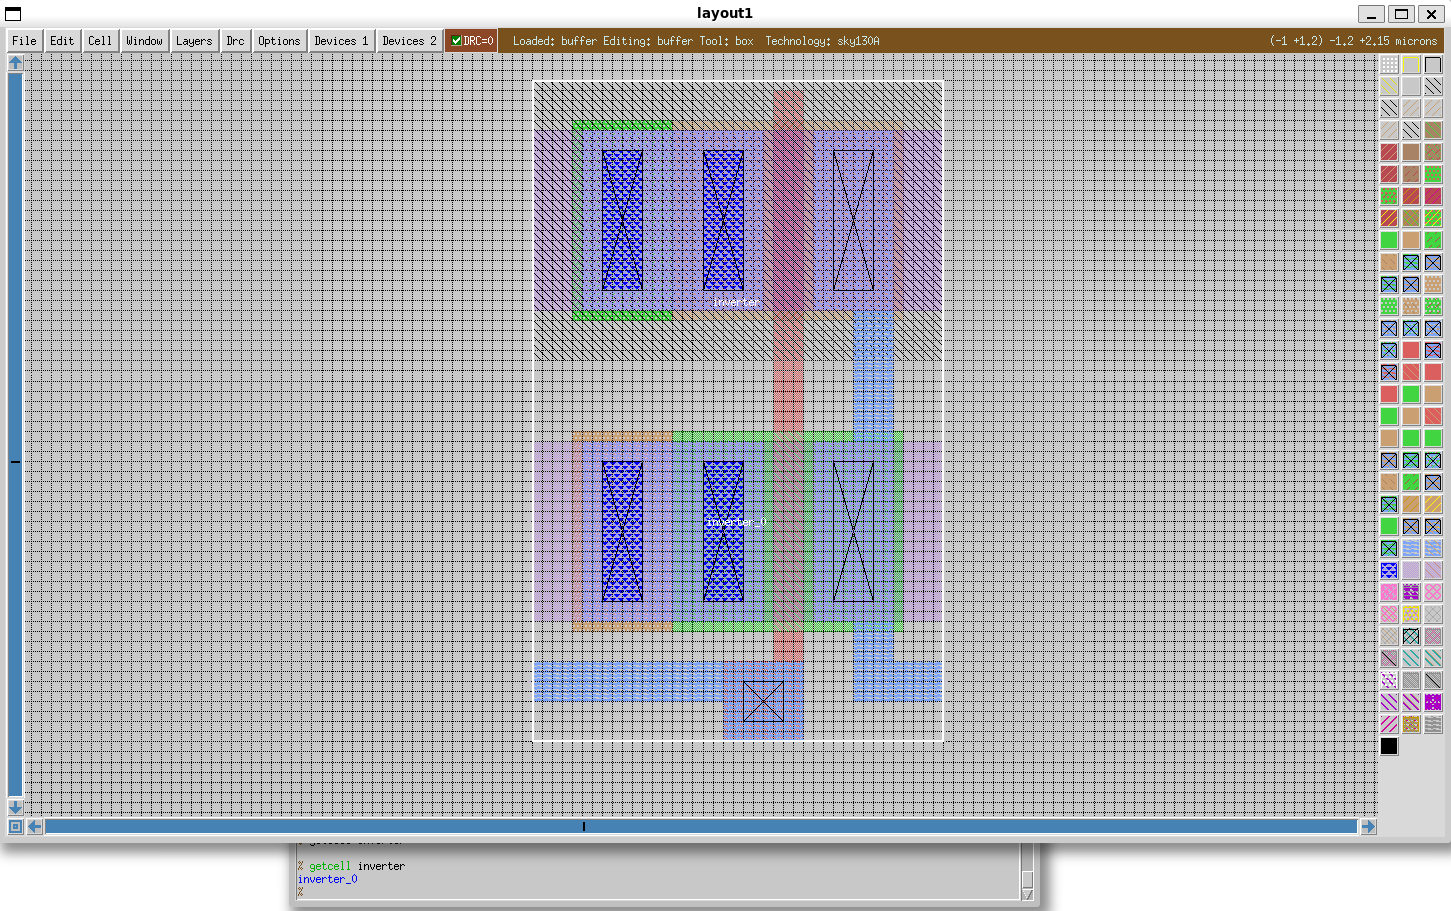 layout1
File Edit Cell Window Layers Drc Options Devices 1 Devices 2 DRC=0 Loaded: buffer Editing: buffer Tool: box Technology: sky130A (-1 +1.2) -1.2 +2.15 microns
inverter
inverter_0
% getcell inverter
inverter_0
%